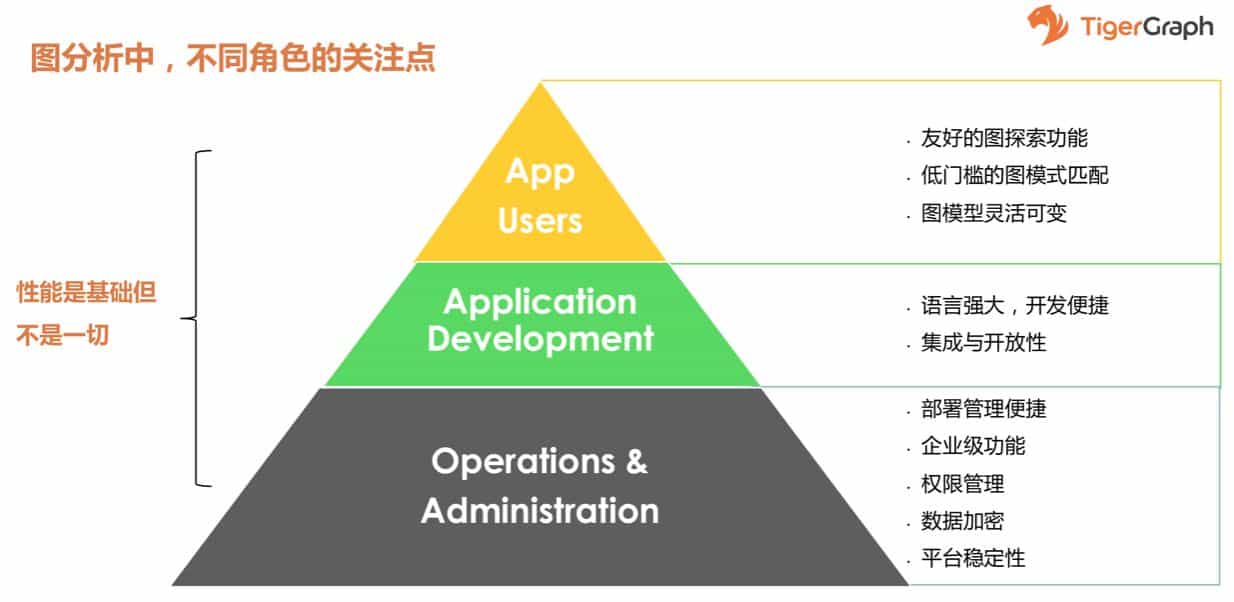 TigerGraph
图分析中，不同角色的关注点
性能是基础但
不是一切
App
Users
· 友好的图探索功能
· 低门槛的图模式匹配
· 图模型灵活可变
Application
Development
· 语言强大，开发便捷
· 集成与开放性
Operations &
Administration
· 部署管理便捷
· 企业级功能
· 权限管理
· 数据加密
· 平台稳定性